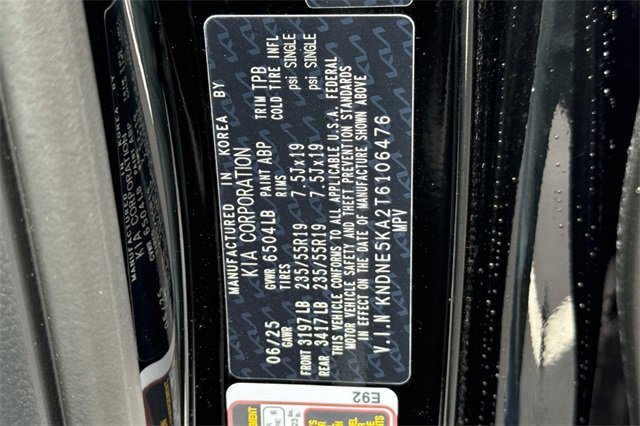 MANUFACTURED IN KOREA BY
KIA CORPORATION
06/25 GVWR 6504LB PAINT ABP TRIM TPB
GAWR TIRES RIMS COLD TIRE INFL
FRONT 3197LB 235/55R19 7.5Jx19 psi SINGLE
REAR 3417LB 235/55R19 7.5Jx19 psi SINGLE
THIS VEHICLE CONFORMS TO ALL APPLICABLE U.S.A. FEDERAL
MOTOR VEHICLE SAFETY AND THEFT PREVENTION STANDARDS
IN EFFECT ON THE DATE OF MANUFACTURE SHOWN ABOVE
V.I.N KNDNE5KA2T6106476
MPV
E92